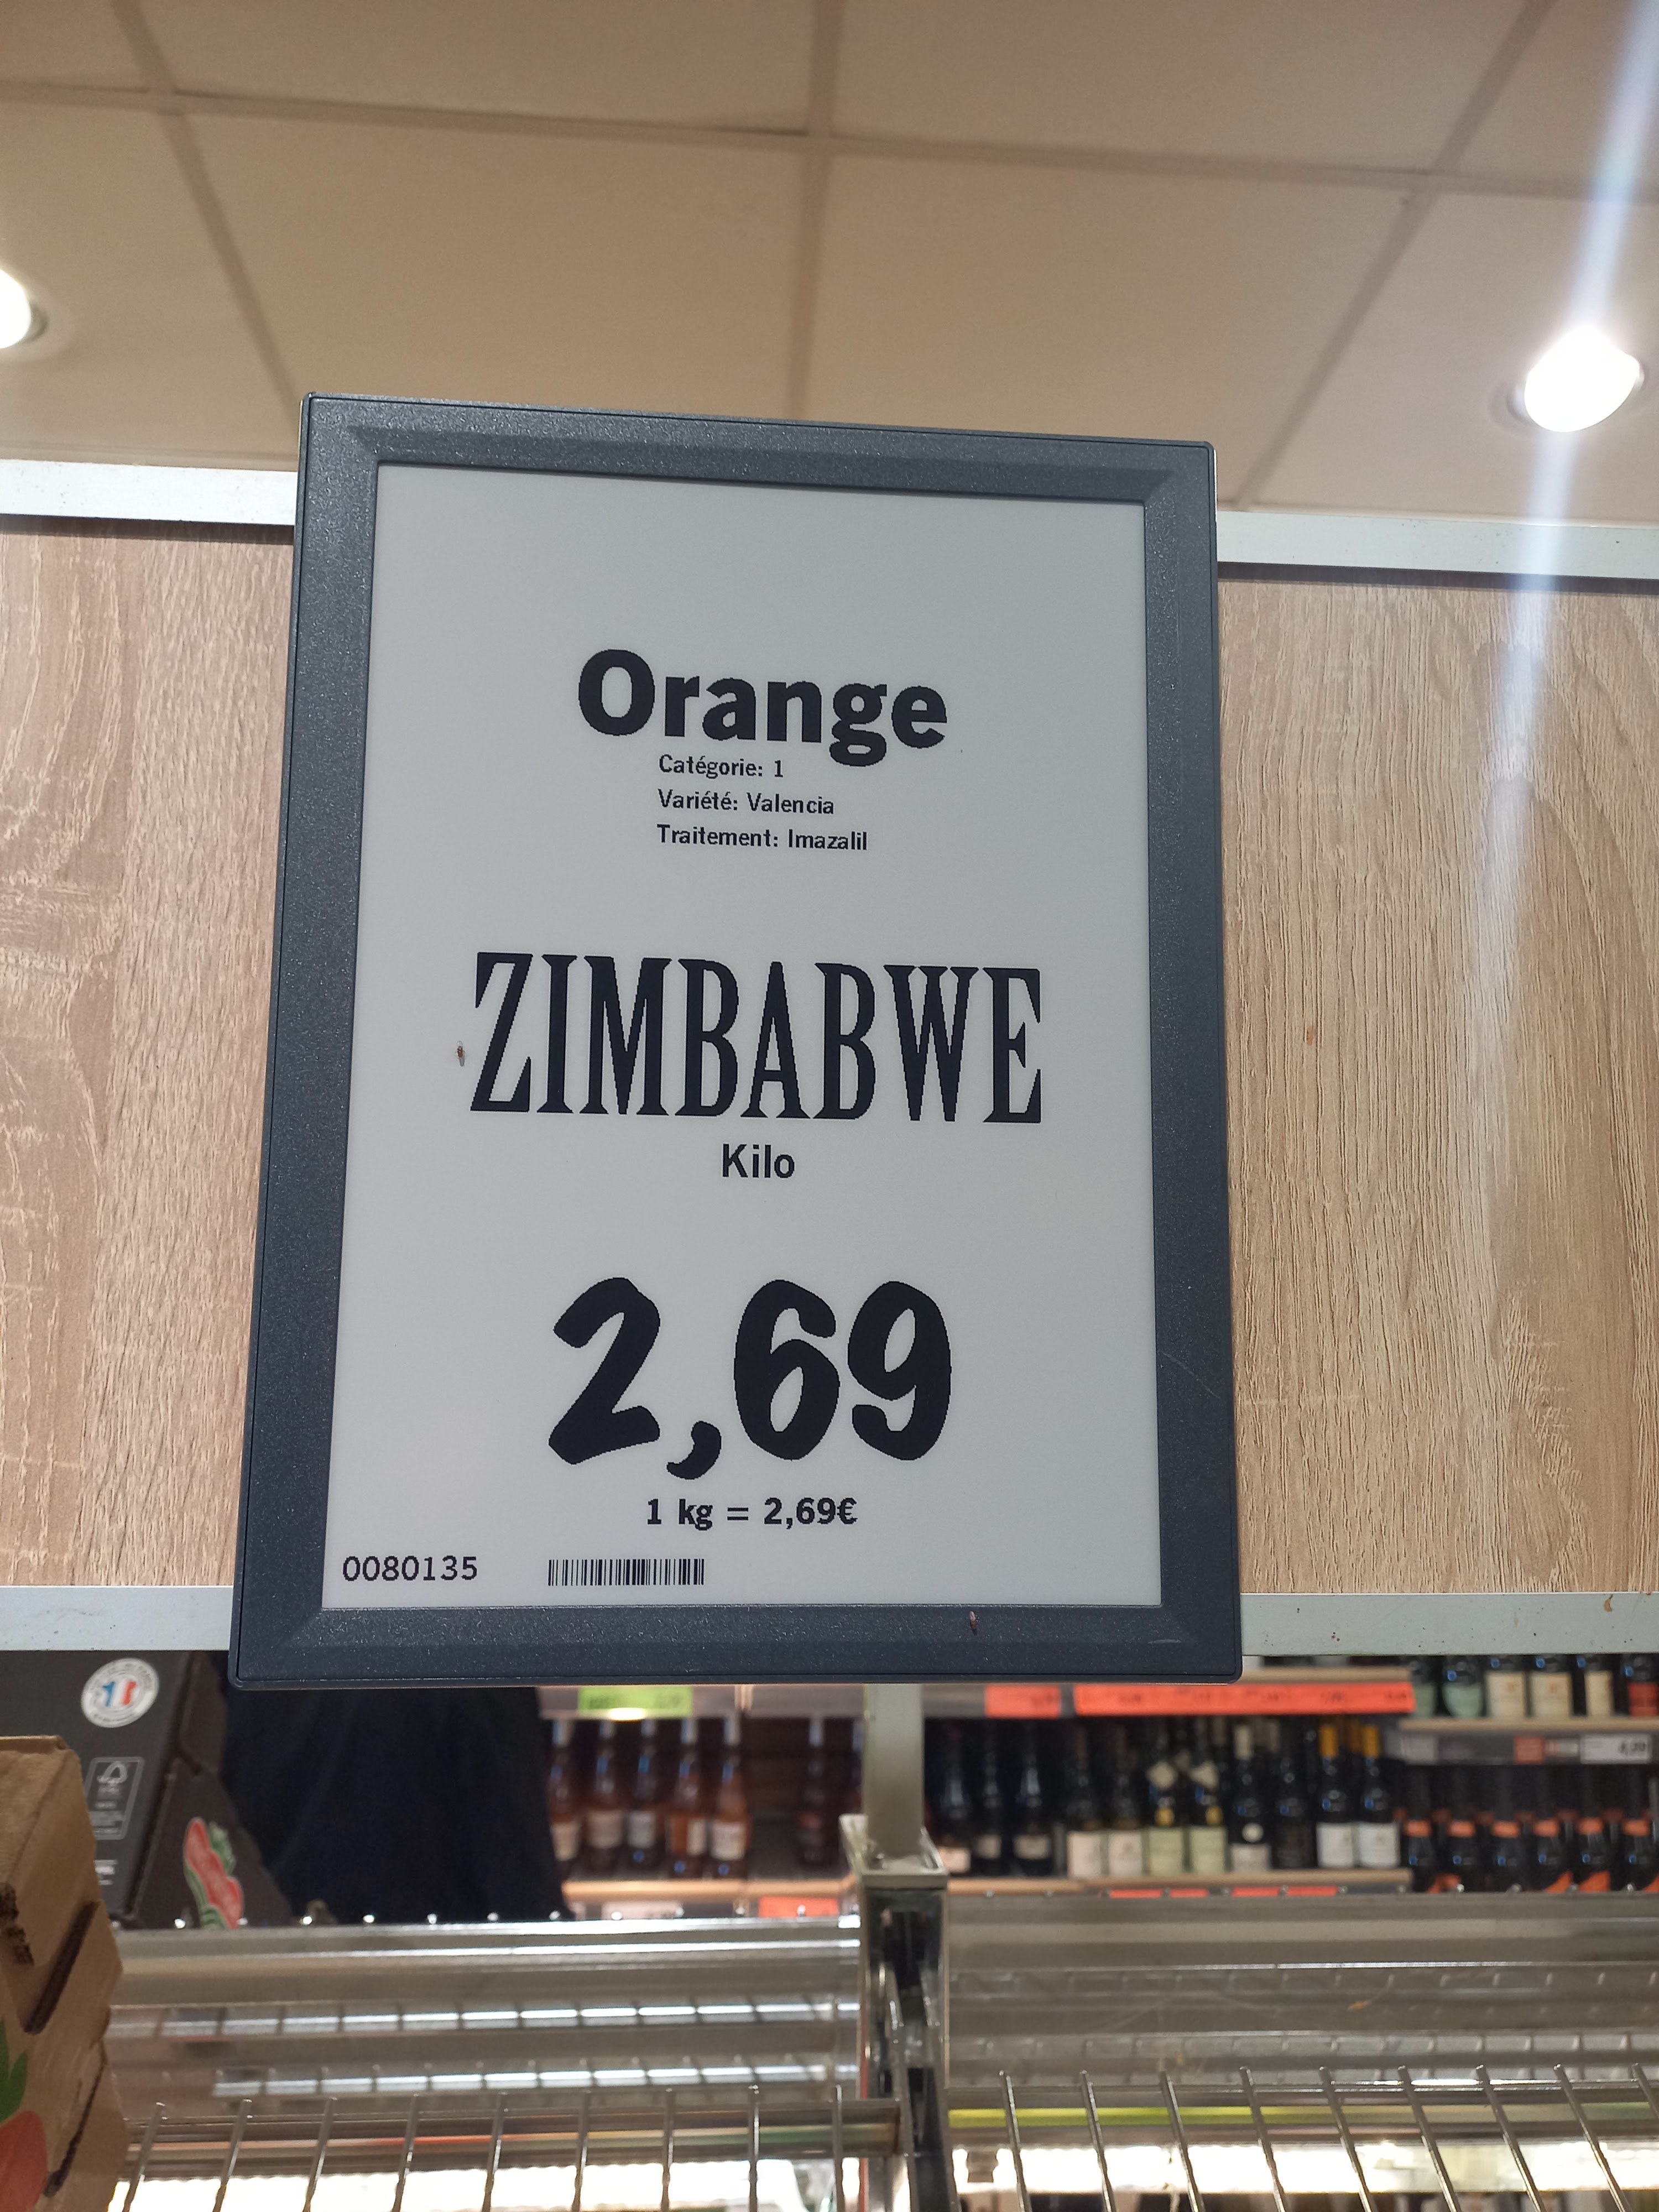 Orange
Catégorie: 1
Variété: Valencia
Traitement: Imazalil
ZIMBABWE
Kilo
2,69
1 kg = 2,69€
0080135